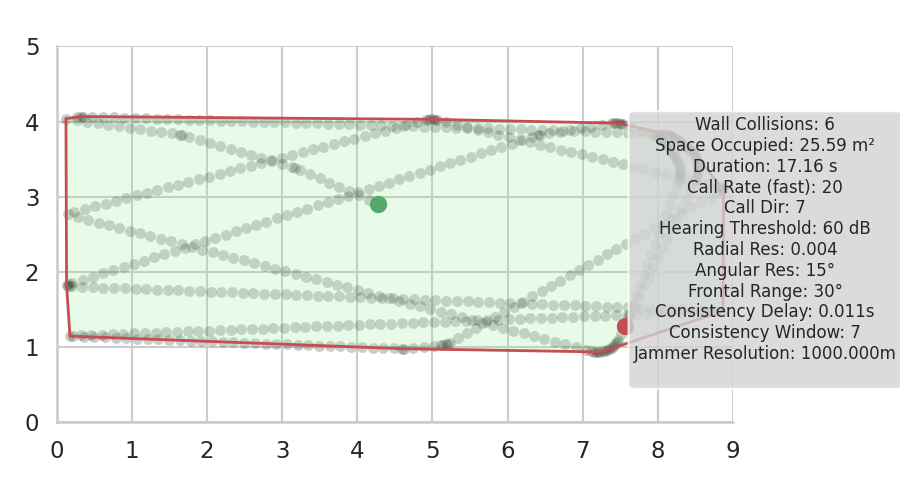 5
4
3
2
1
0
0 1 2 3 4 5 6 7 8 9
Wall Collisions: 6
Space Occupied: 25.59 m²
Duration: 17.16 s
Call Rate (fast): 20
Call Dir: 7
Hearing Threshold: 60 dB
Radial Res: 0.004
Angular Res: 15°
Frontal Range: 30°
Consistency Delay: 0.011s
Consistency Window: 7
Jammer Resolution: 1000.000m